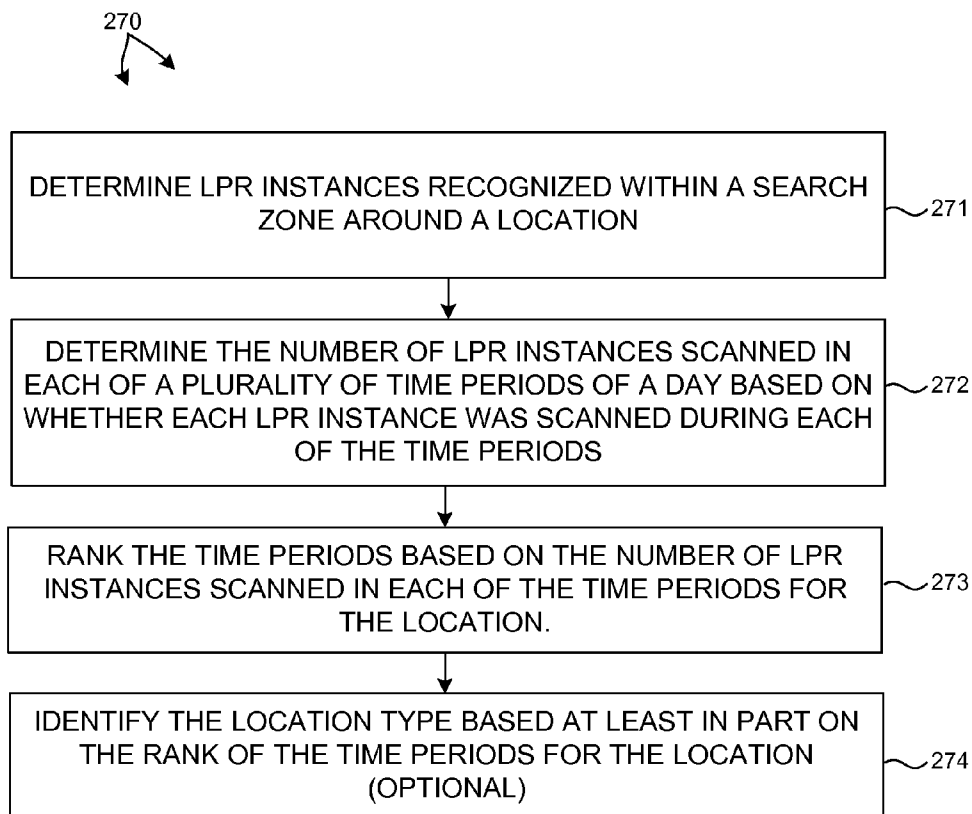 270
DETERMINE LPR INSTANCES RECOGNIZED WITHIN A SEARCH
ZONE AROUND A LOCATION
271
DETERMINE THE NUMBER OF LPR INSTANCES SCANNED IN
EACH OF A PLURALITY OF TIME PERIODS OF A DAY BASED ON
WHETHER EACH LPR INSTANCE WAS SCANNED DURING EACH
OF THE TIME PERIODS
272
RANK THE TIME PERIODS BASED ON THE NUMBER OF LPR
INSTANCES SCANNED IN EACH OF THE TIME PERIODS FOR
THE LOCATION.
273
IDENTIFY THE LOCATION TYPE BASED AT LEAST IN PART ON
THE RANK OF THE TIME PERIODS FOR THE LOCATION
(OPTIONAL)
274